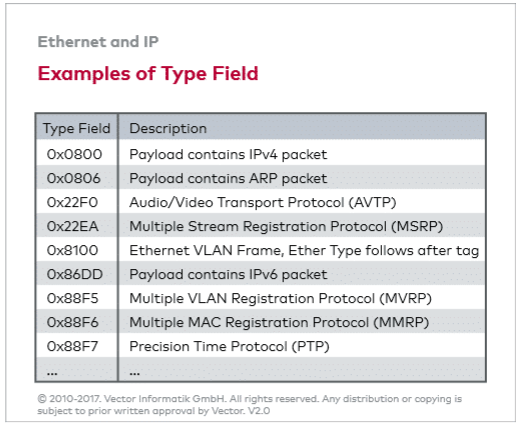 Ethernet and IP
Examples of Type Field
Type Field Description
0x0800 Payload contains IPv4 packet
0x0806 Payload contains ARP packet
0x22F0 Audio/Video Transport Protocol (AVTP)
0x22EA Multiple Stream Registration Protocol (MSRP)
0x8100 Ethernet VLAN Frame, Ether Type follows after tag
0x86DD Payload contains IPv6 packet
0x88F5 Multiple VLAN Registration Protocol (MVRP)
0x88F6 Multiple MAC Registration Protocol (MMRP)
0x88F7 Precision Time Protocol (PTP)
... ...
© 2010-2017. Vector Informatik GmbH. All rights reserved. Any distribution or copying is
subject to prior written approval by Vector. V2.0